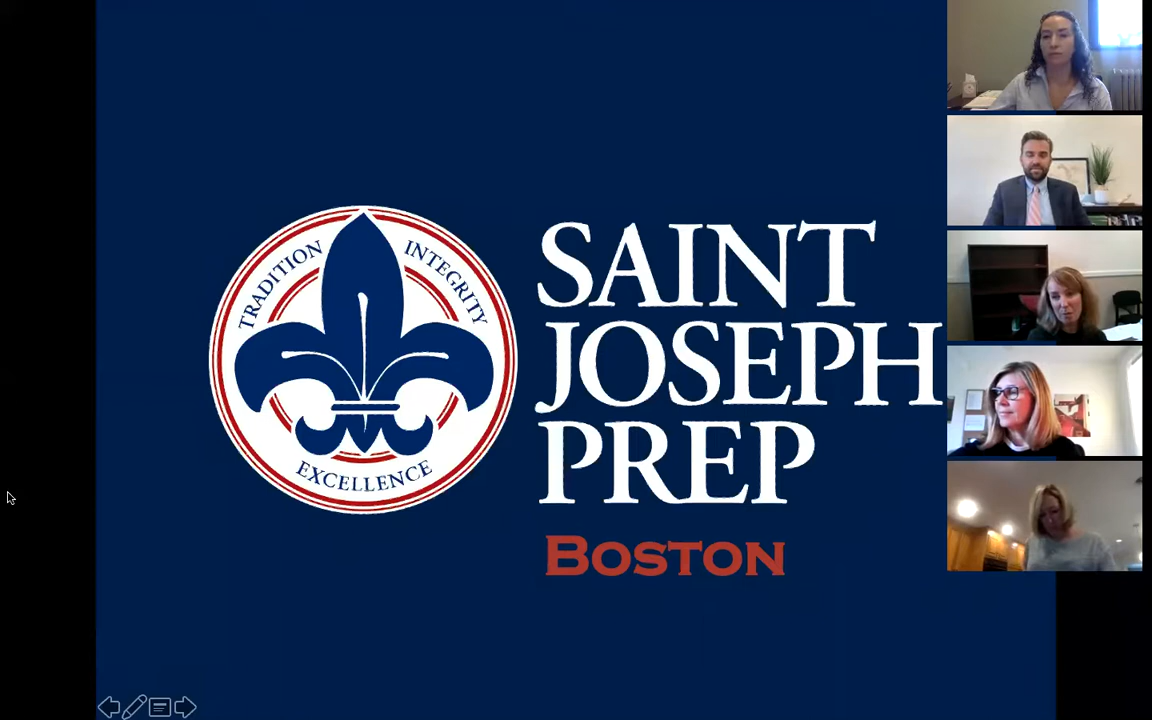 TRADITION
INTEGRITY
EXCELLENCE
SAINT
JOSEPH
PREP
BOSTON